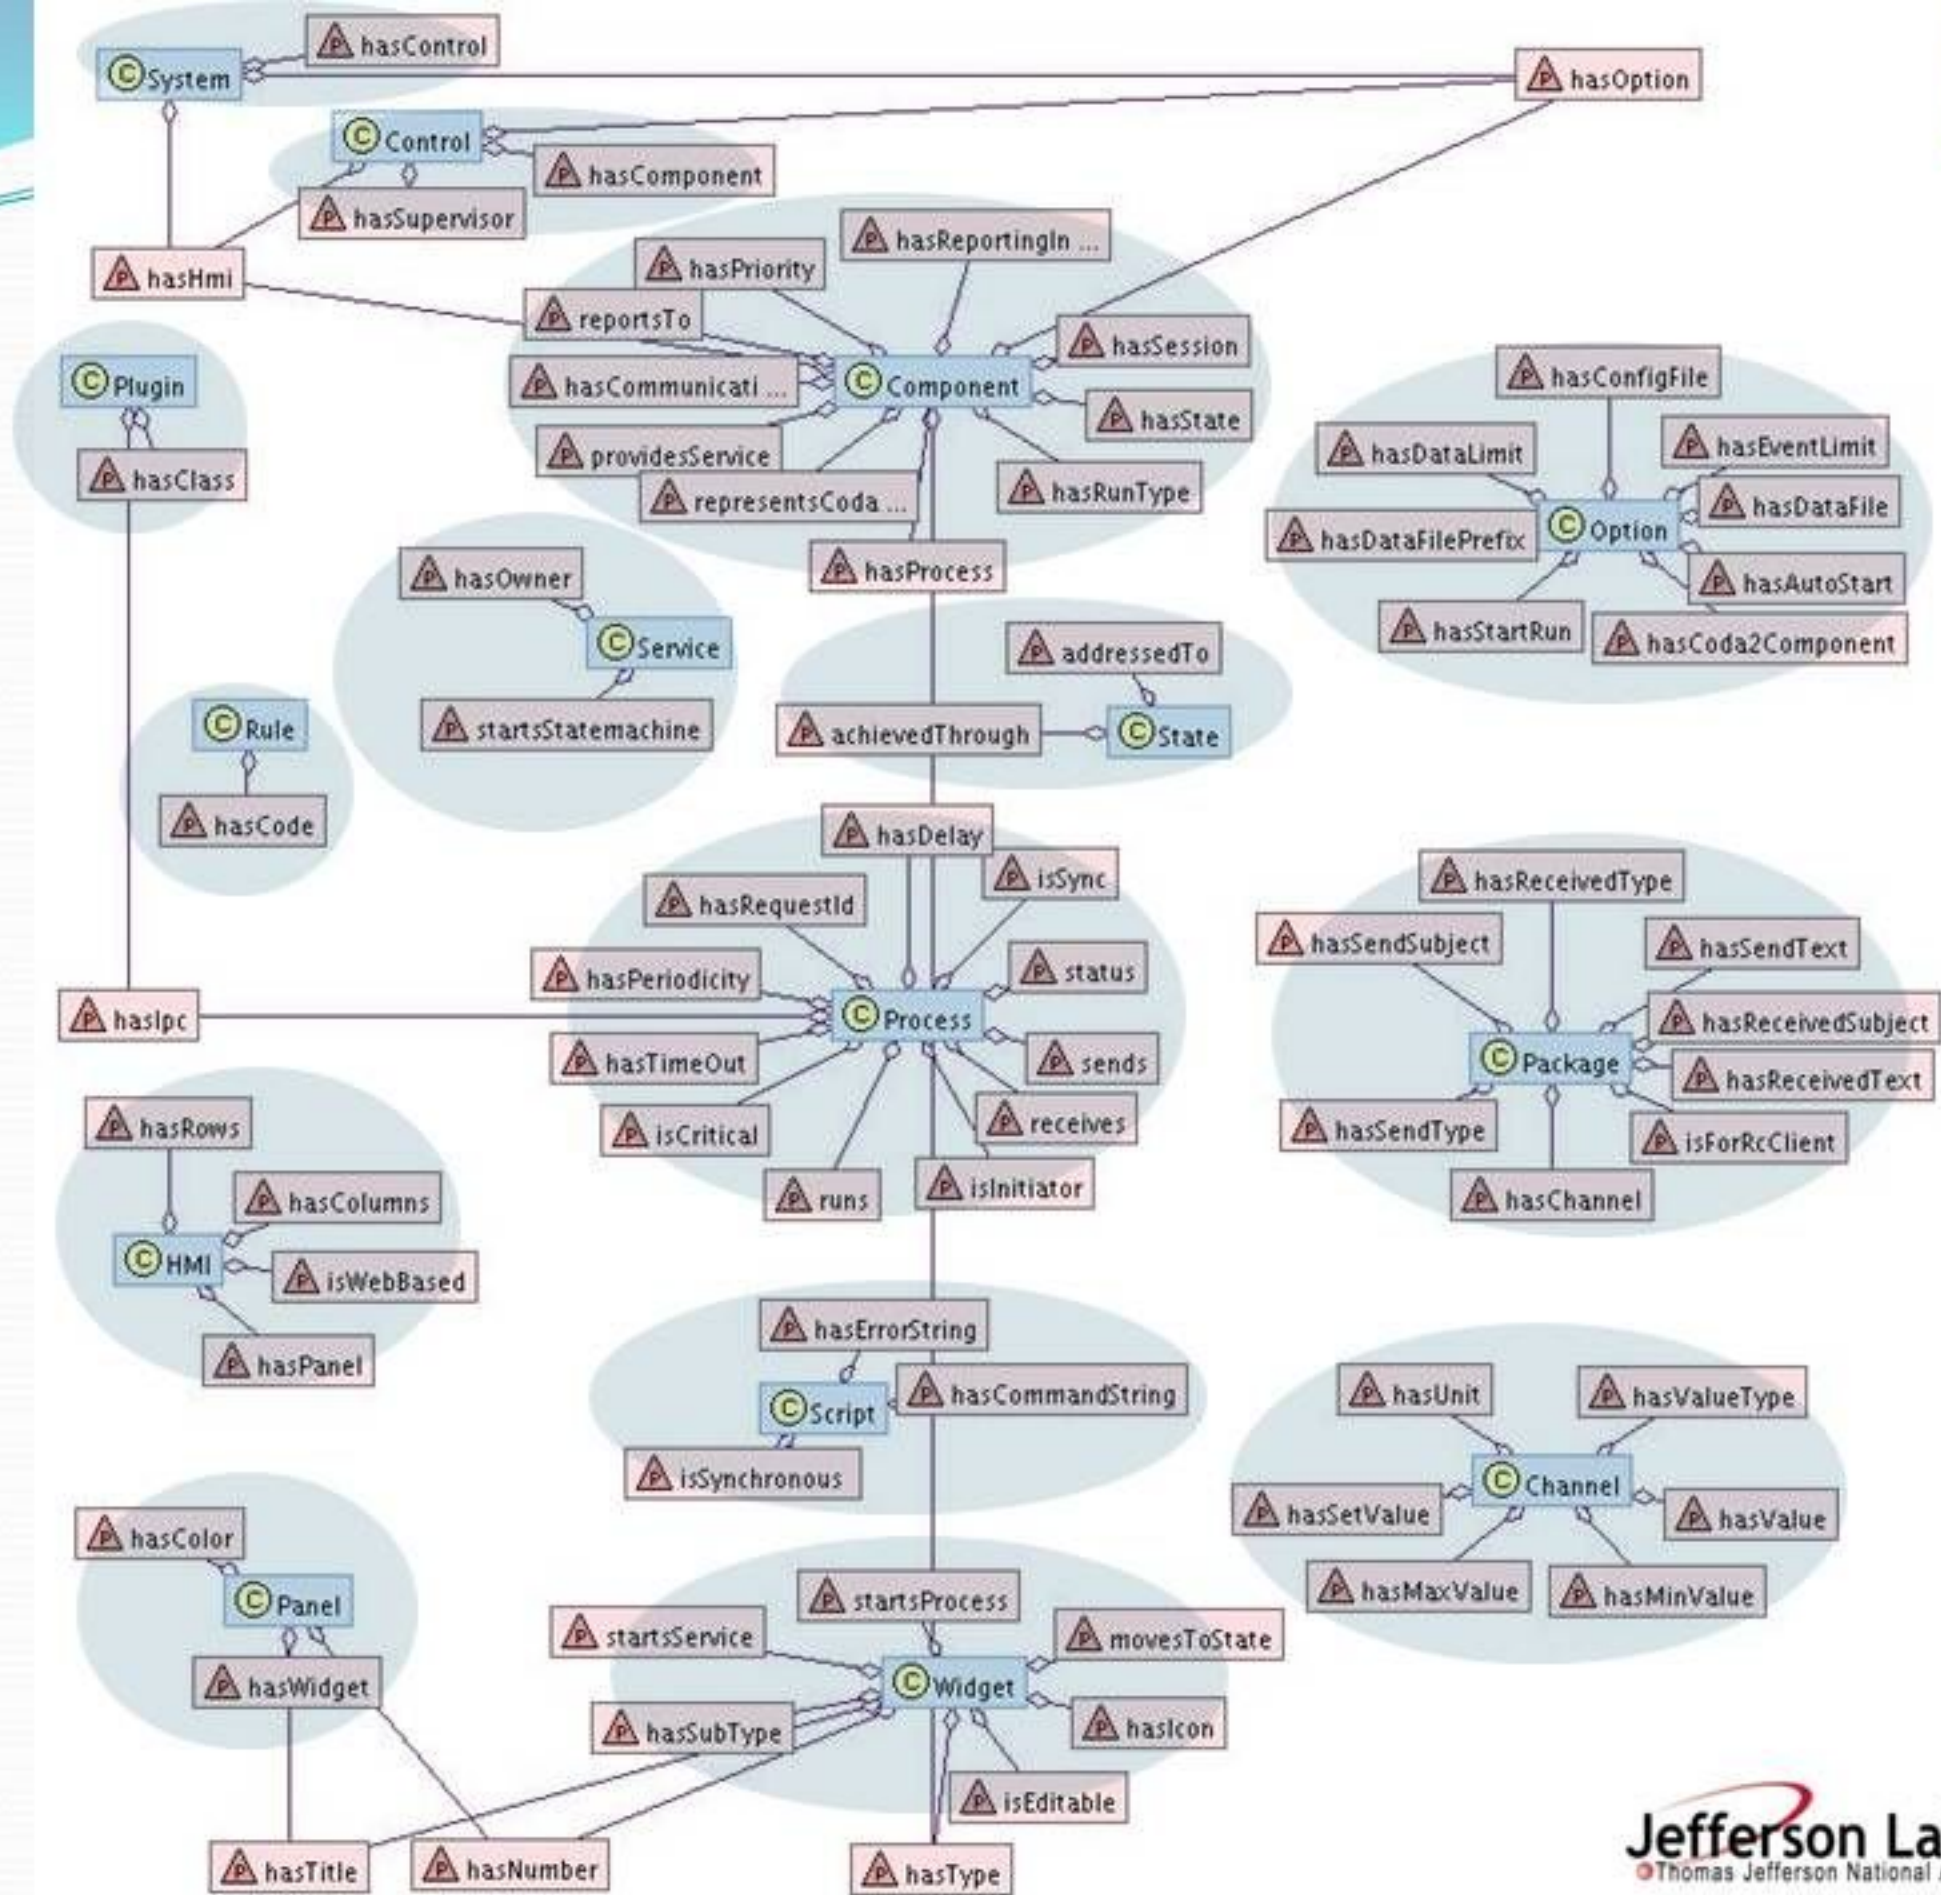 hasControl
System
hasOption
Control
hasComponent
hasSupervisor
hasHmi
hasReportingIn ...
hasPriority
reportsTo
hasSession
hasCommunicati ...
Component
hasState
providesService
representsCoda ...
hasRunType
hasProcess
Plugin
hasClass
hasConfigFile
hasDataLimit
hasEventLimit
hasDataFile
hasDataFilePrefix
Option
hasAutoStart
hasStartRun
hasCoda2Component
hasOwner
Service
startsStatemachine
addressedTo
achievedThrough
State
Rule
hasCode
hasDelay
isSync
hasRequestId
status
hasPeriodicity
Process
hasIpc
hasTimeOut
sends
isCritical
receives
runs
isInitiator
hasReceivedType
hasSendSubject
hasSendText
hasReceivedSubject
Package
hasReceivedText
hasSendType
isForRcClient
hasChannel
hasRows
hasColumns
HMI
isWebBased
hasPanel
hasErrorString
hasCommandString
Script
isSynchronous
hasUnit
hasValueType
Channel
hasSetValue
hasValue
hasMaxValue
hasMinValue
hasColor
Panel
hasWidget
startsProcess
startsService
movesToState
Widget
hasSubType
hasIcon
isEditable
hasTitle
hasNumber
hasType
Jefferson La
Thomas Jefferson National